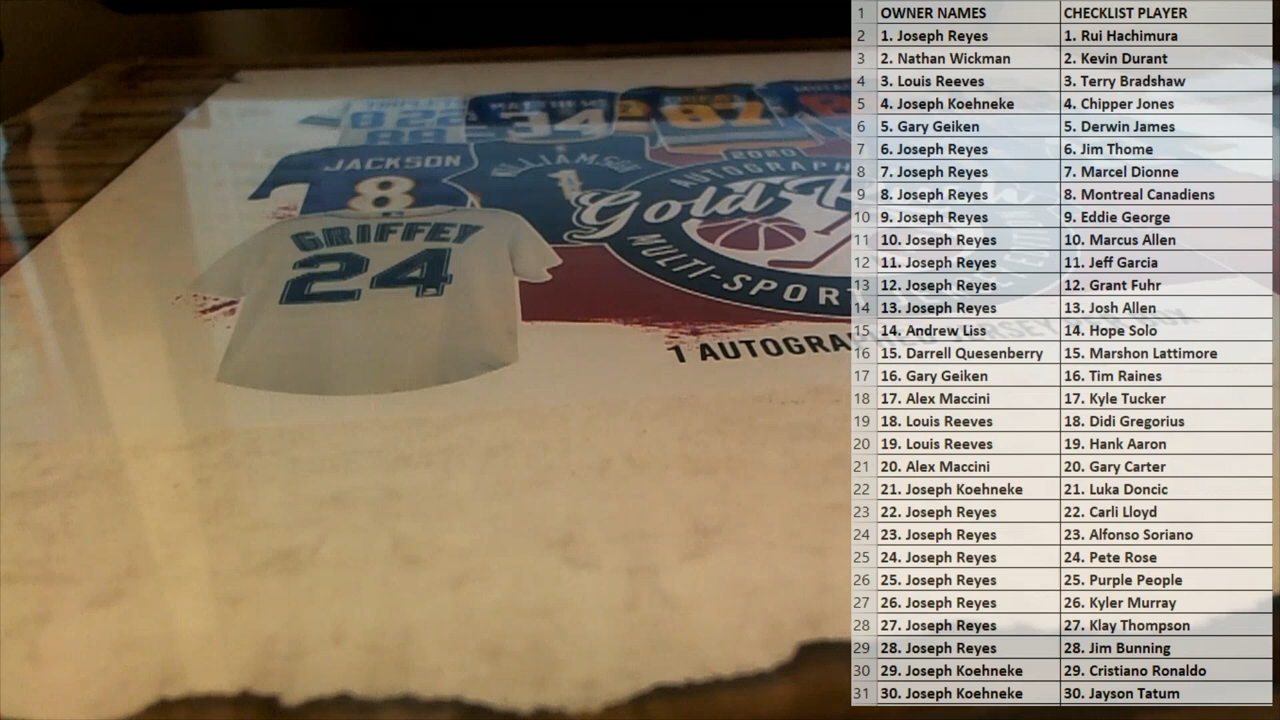 JACKSON
8
GRIFFEY
24
34
WILLIAMSON
1
87
2020
AUTOGRAPH
Gold
MULTI-SPORT
1 AUTOGRAPHED JERSEY PER BOX
1 OWNER NAMES CHECKLIST PLAYER
2 1. Joseph Reyes 1. Rui Hachimura
3 2. Nathan Wickman 2. Kevin Durant
4 3. Louis Reeves 3. Terry Bradshaw
5 4. Joseph Koehneke 4. Chipper Jones
6 5. Gary Geiken 5. Derwin James
7 6. Joseph Reyes 6. Jim Thome
8 7. Joseph Reyes 7. Marcel Dionne
9 8. Joseph Reyes 8. Montreal Canadiens
10 9. Joseph Reyes 9. Eddie George
11 10. Joseph Reyes 10. Marcus Allen
12 11. Joseph Reyes 11. Jeff Garcia
13 12. Joseph Reyes 12. Grant Fuhr
14 13. Joseph Reyes 13. Josh Allen
15 14. Andrew Liss 14. Hope Solo
16 15. Darrell Quesenberry 15. Marshon Lattimore
17 16. Gary Geiken 16. Tim Raines
18 17. Alex Maccini 17. Kyle Tucker
19 18. Louis Reeves 18. Didi Gregorius
20 19. Louis Reeves 19. Hank Aaron
21 20. Alex Maccini 20. Gary Carter
22 21. Joseph Koehneke 21. Luka Doncic
23 22. Joseph Reyes 22. Carli Lloyd
24 23. Joseph Reyes 23. Alfonso Soriano
25 24. Joseph Reyes 24. Pete Rose
26 25. Joseph Reyes 25. Purple People
27 26. Joseph Reyes 26. Kyler Murray
28 27. Joseph Reyes 27. Klay Thompson
29 28. Joseph Reyes 28. Jim Bunning
30 29. Joseph Koehneke 29. Cristiano Ronaldo
31 30. Joseph Koehneke 30. Jayson Tatum